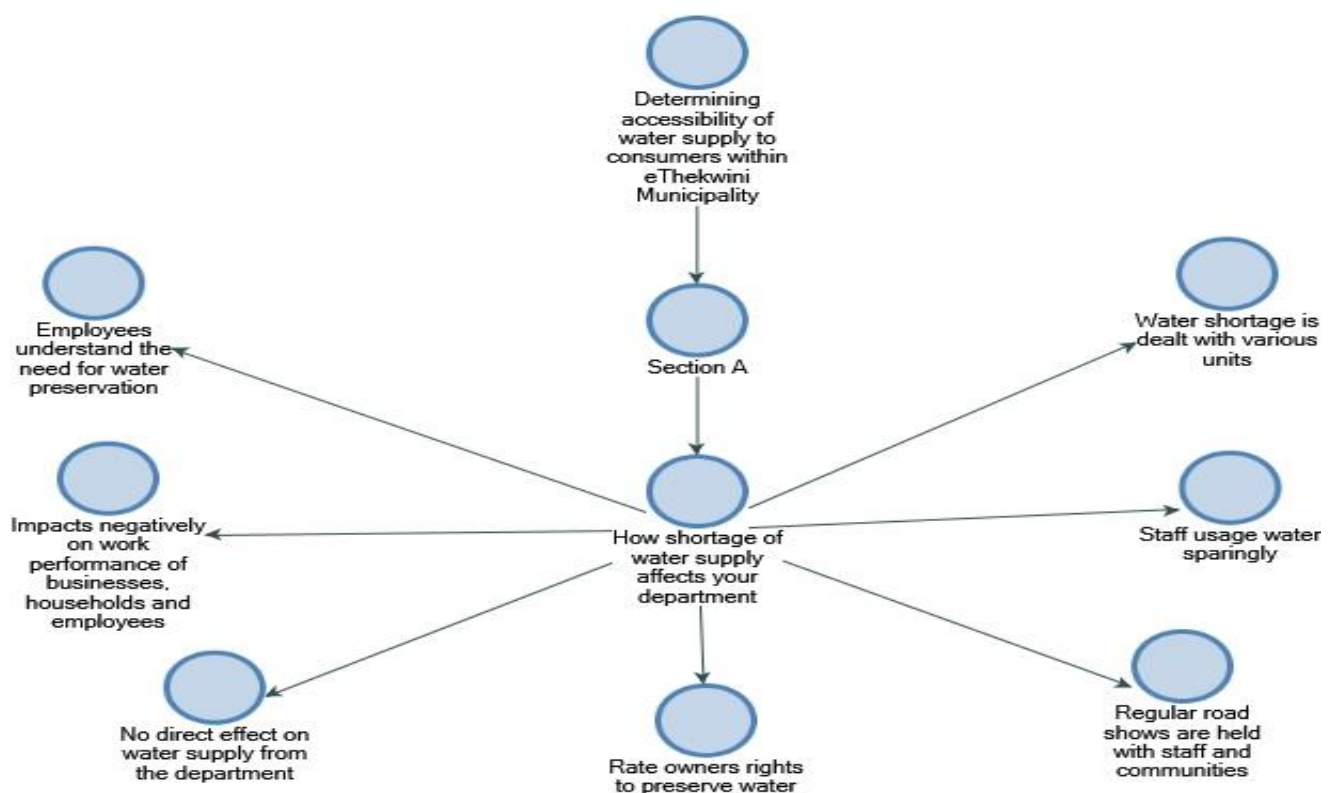 Determining
accessibility of
water supply to
consumers within
eThekwini
Municipality
Employees
understand the
need for water
preservation
Section A
Water shortage is
dealt with various
units
Impacts negatively
on work
performance of
businesses,
households and
employees
How shortage of
water supply
affects your
department
Staff usage water
sparingly
No direct effect on
water supply from
the department
Rate owners rights
to preserve water
Regular road
shows are held
with staff and
communities